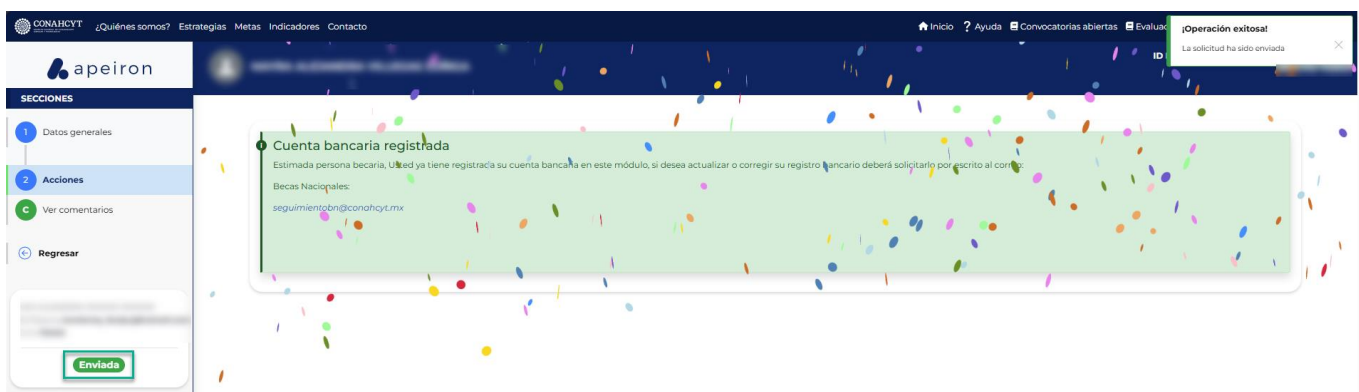 CONAHCYT ¿Quiénes somos? Estrategias Metas Indicadores Contacto
Inicio ? Ayuda Convocatorias abiertas
¡Operación exitosa!
La solicitud ha sido enviada
apeiron
ID
SECCIONES
1 Datos generales
2 Acciones
C Ver comentarios
Regresar
Enviada
Cuenta bancaria registrada
Estimada persona becaria, Usted ya tiene registrada su cuenta bancaria en este módulo, si desea actualizar o corregir su registro bancario deberá solicitarlo por escrito al correo:
Becas Nacionales:
seguimientobn@conahcyt.mx